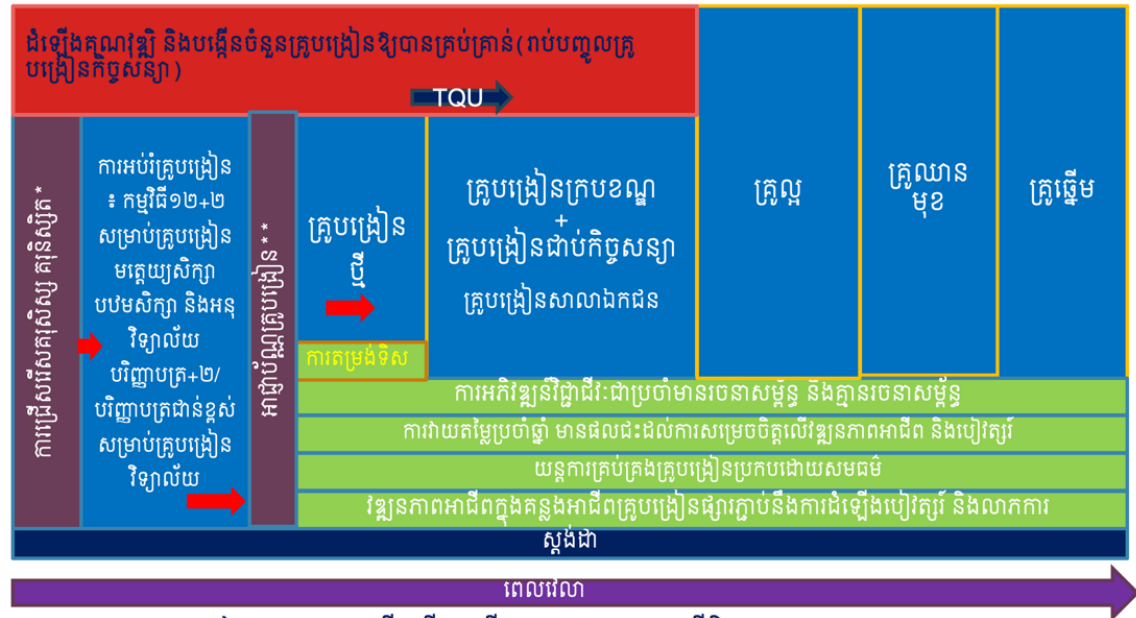 ដំឡើងគុណវុឌ្ឍិ និងបង្កើនចំនួនគ្រូបង្រៀនឱ្យបានគ្រប់គ្រាន់(រាប់បញ្ចូលគ្រូ
បង្រៀនកិច្ចសន្យា)
TQU
ការជ្រើសរើសគរុសិស្ស គរុនិស្សិត*
ការអប់រំគ្រូបង្រៀន
៖ កម្មវិធី១២+២
សម្រាប់គ្រូបង្រៀន
មត្តេយ្យសិក្សា
បឋមសិក្សា និងអនុ
វិទ្យាល័យ
បរិញ្ញាបត្រ+២/
បរិញ្ញាបត្រជាន់ខ្ពស់
សម្រាប់គ្រូបង្រៀន
វិទ្យាល័យ
អាជ្ញាប័ណ្ណគ្រូបង្រៀន**
គ្រូបង្រៀន
ថ្មី
ការតម្រង់ទិស
គ្រូបង្រៀនក្របខណ្ឌ
+
គ្រូបង្រៀនជាប់កិច្ចសន្យា
គ្រូបង្រៀនសាលាឯកជន
គ្រូល្អ
គ្រូឈាន
មុខ
គ្រូឆ្នើម
ការអភិវឌ្ឍន៍វិជ្ជាជីវៈជាប្រចាំមានរចនាសម្ព័ន្ធ និងគ្មានរចនាសម្ព័ន្ធ
ការវាយតម្លៃប្រចាំឆ្នាំ មានផលជះដល់ការសម្រេចចិត្តលើវឌ្ឍនភាពអាជីព និងបៀវត្សរ៍
យន្តការគ្រប់គ្រងគ្រូបង្រៀនប្រកបដោយសមធម៌
វឌ្ឍនភាពអាជីពក្នុងគន្លងអាជីពគ្រូបង្រៀនផ្សារភ្ជាប់នឹងការដំឡើងបៀវត្សរ៍ និងលាភការ
ស្តង់ដា
ពេលវេលា